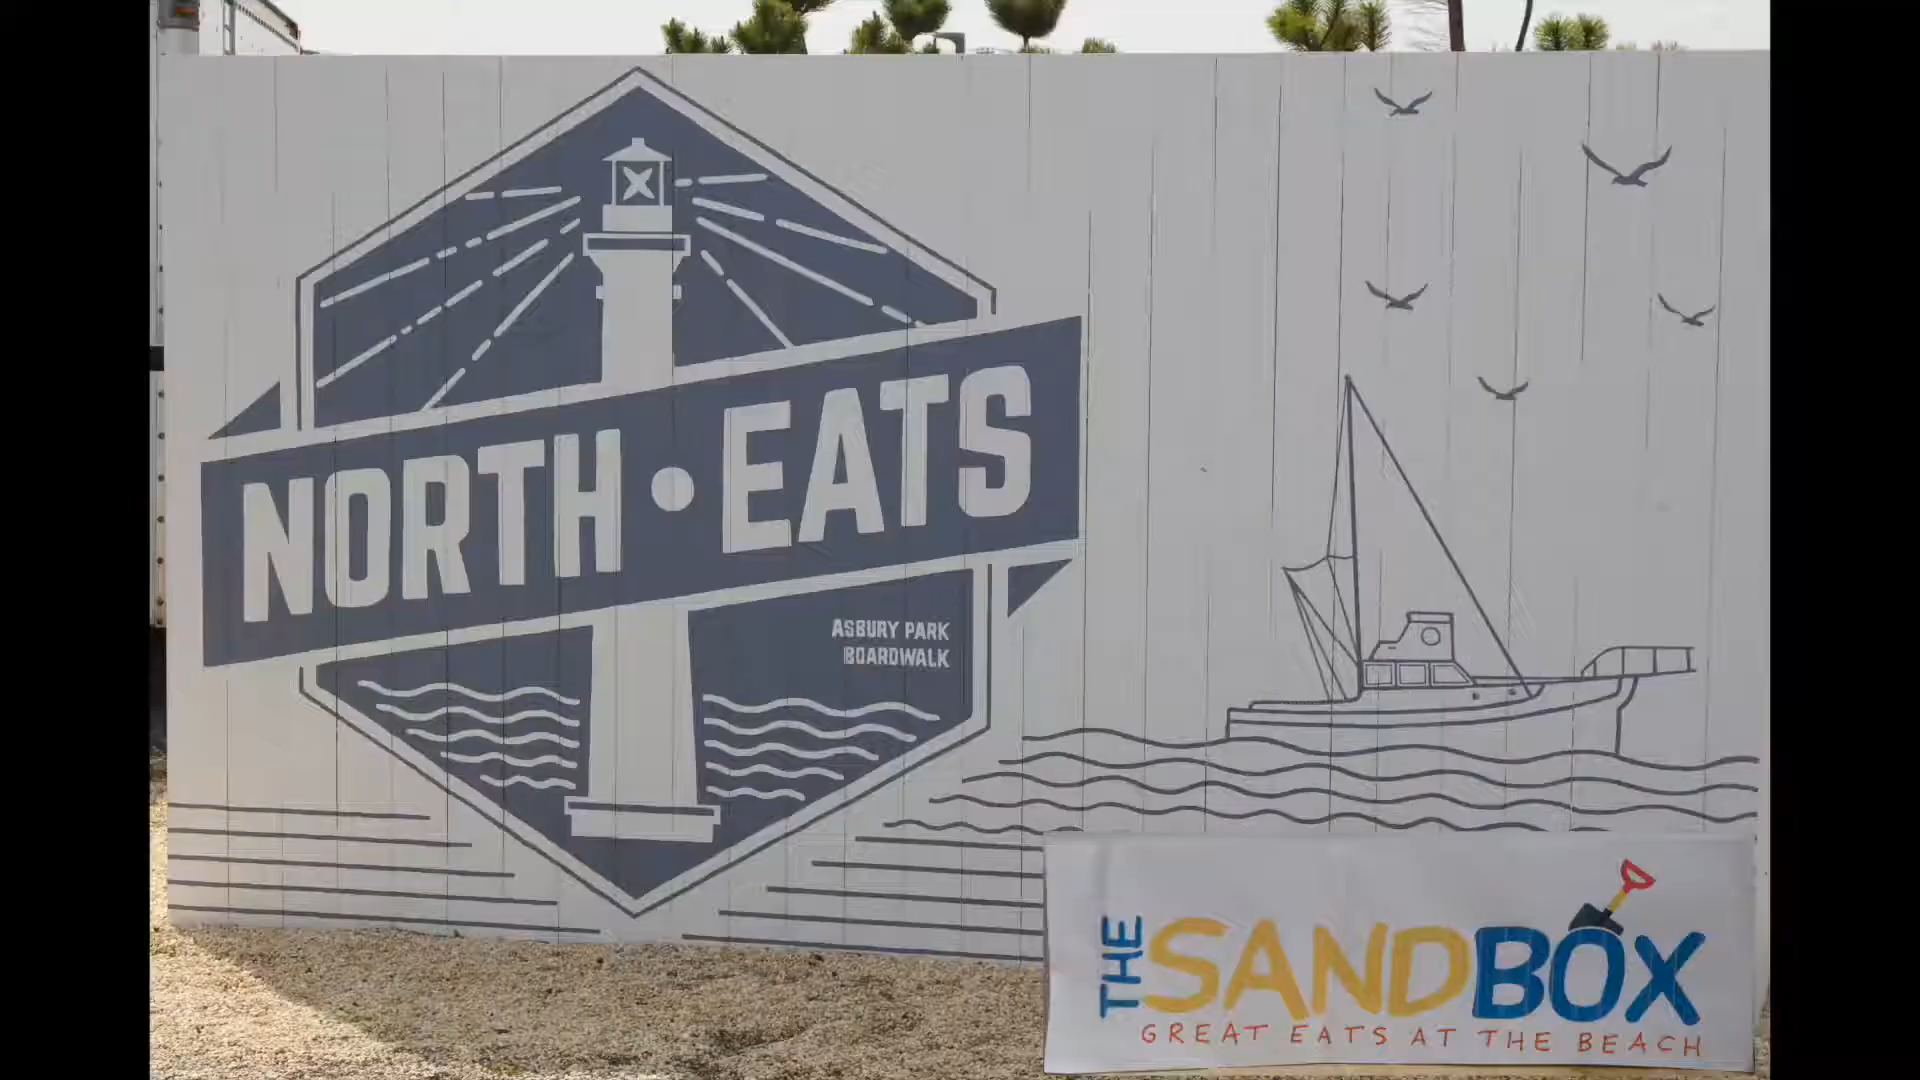 NORTH • EATS
ASBURY PARK
BOARDWALK
THE SANDBOX
GREAT EATS AT THE BEACH